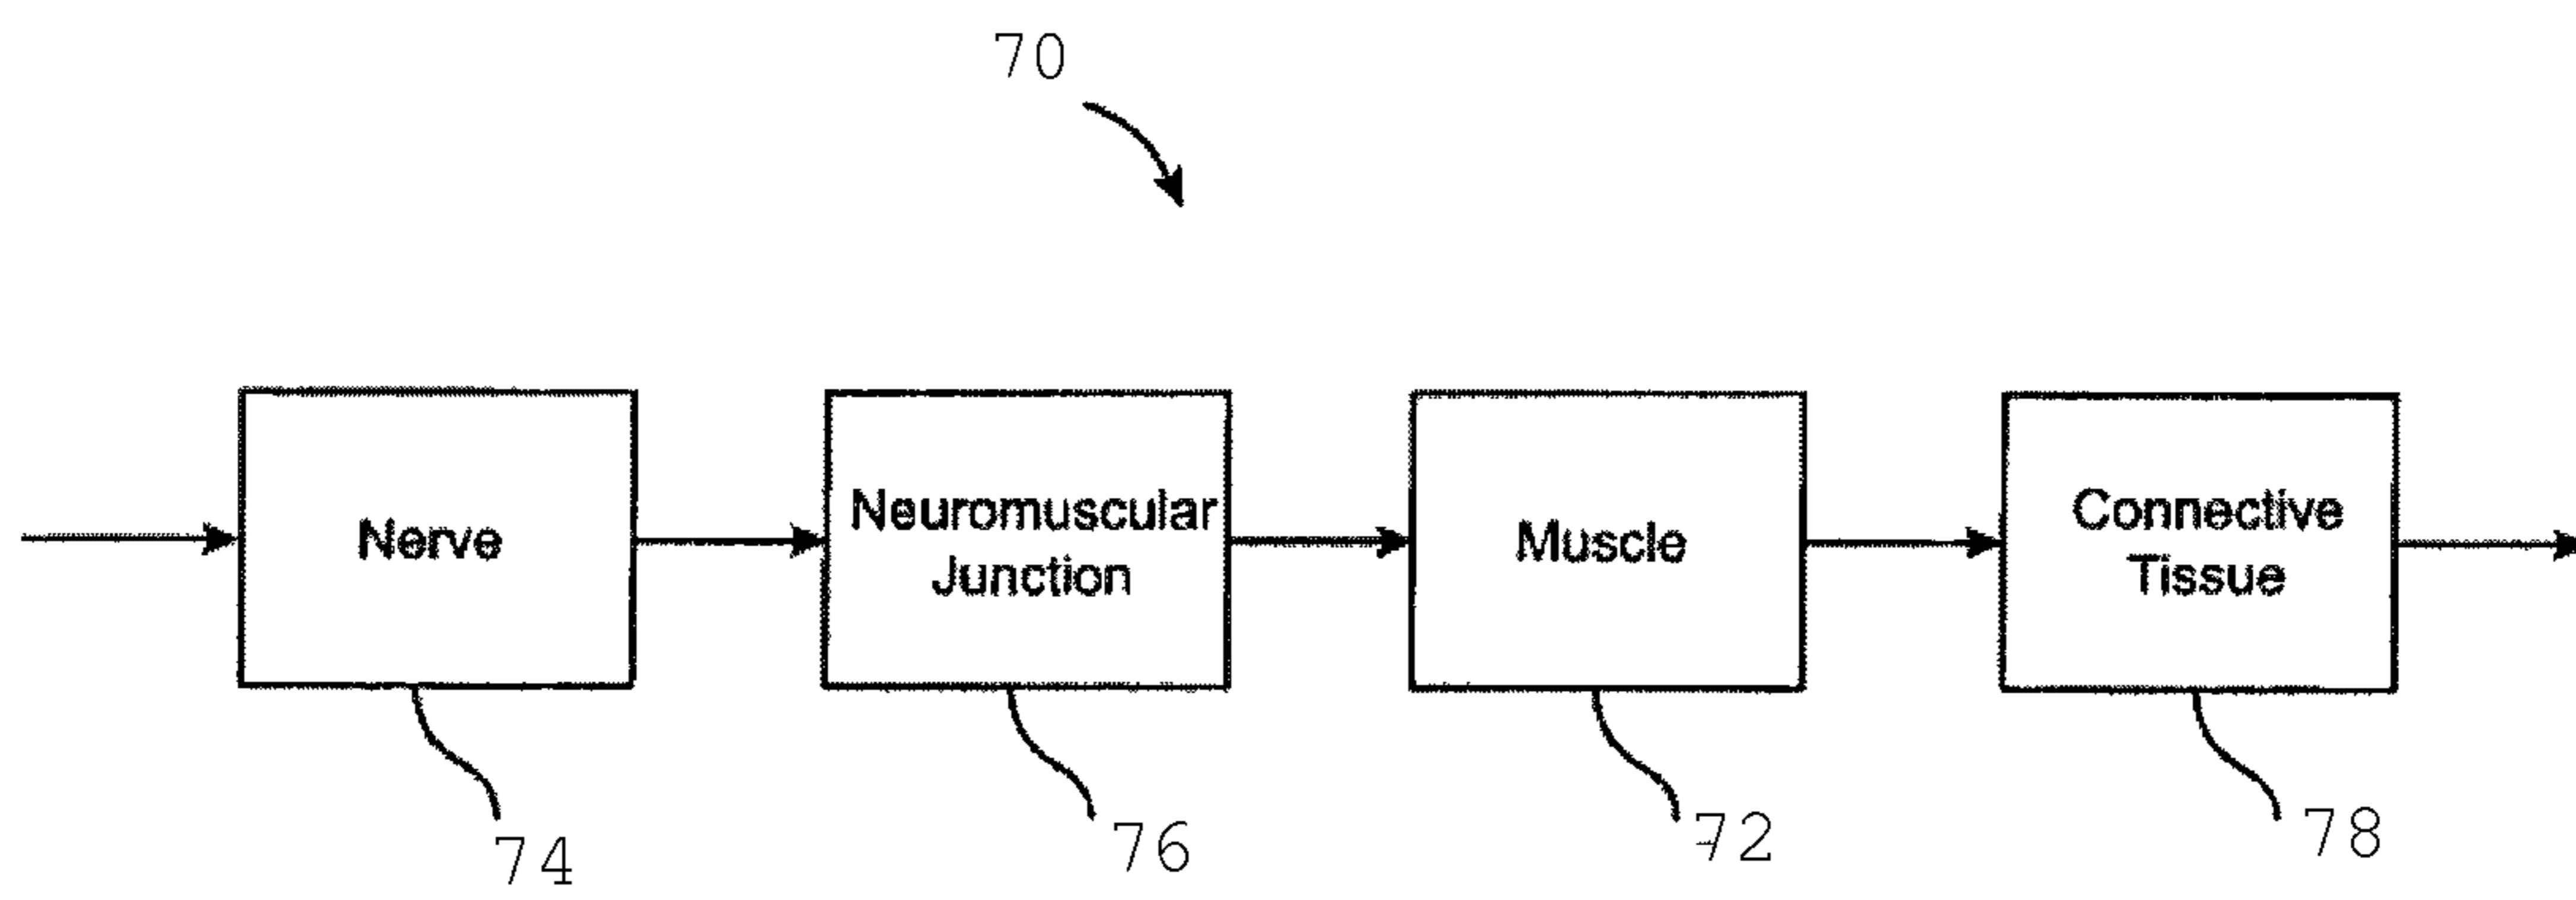 70
Nerve
Neuromuscular
Junction
Muscle
Connective
Tissue
74
76
72
78